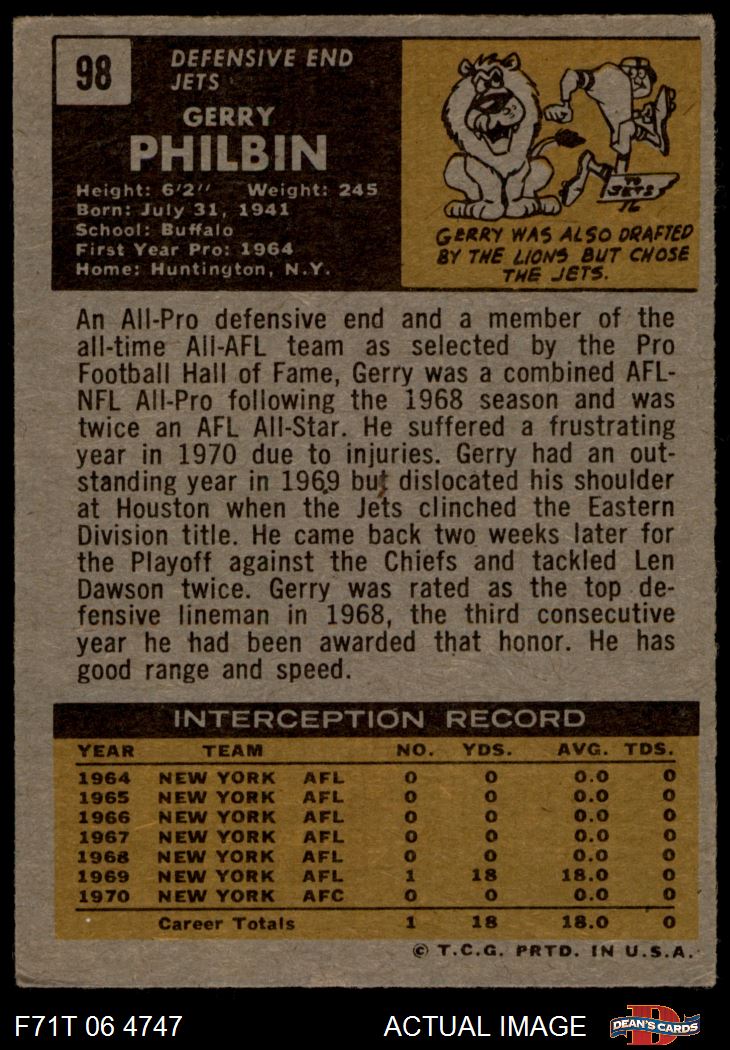 98
DEFENSIVE END
JETS
GERRY
PHILBIN
Height: 6'2" Weight: 245
Born: July 31, 1941
School: Buffalo
First Year Pro: 1964
Home: Huntington, N.Y.
TO
JETS
GERRY WAS ALSO DRAFTED
BY THE LIONS BUT CHOSE
THE JETS.
An All-Pro defensive end and a member of the
all-time All-AFL team as selected by the Pro
Football Hall of Fame, Gerry was a combined AFL-
NFL All-Pro following the 1968 season and was
twice an AFL All-Star. He suffered a frustrating
year in 1970 due to injuries. Gerry had an out-
standing year in 1969 but dislocated his shoulder
at Houston when the Jets clinched the Eastern
Division title. He came back two weeks later for
the Playoff against the Chiefs and tackled Len
Dawson twice. Gerry was rated as the top de-
fensive lineman in 1968, the third consecutive
year he had been awarded that honor. He has
good range and speed.
INTERCEPTION RECORD
YEAR TEAM NO. YDS. AVG. TDS.
1964 NEW YORK AFL 0 0 0.0 0
1965 NEW YORK AFL 0 0 0.0 0
1966 NEW YORK AFL 0 0 0.0 0
1967 NEW YORK AFL 0 0 0.0 0
1968 NEW YORK AFL 0 0 0.0 0
1969 NEW YORK AFL 1 18 18.0 0
1970 NEW YORK AFC 0 0 0.0 0
Career Totals 1 18 18.0 0
© T.C.G. PRTD. IN U.S.A.
F71T 06 4747 ACTUAL IMAGE D DEAN'S CARDS